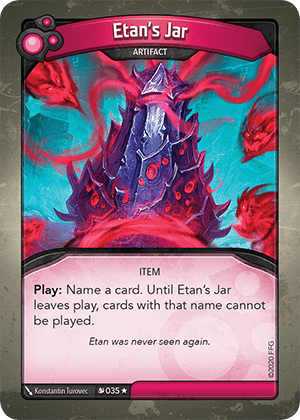 Etan's Jar
ARTIFACT
ITEM
Play: Name a card. Until Etan's Jar
leaves play, cards with that name cannot
be played.
Etan was never seen again.
Konstantin Turovec
035 ★
©2020 FFG